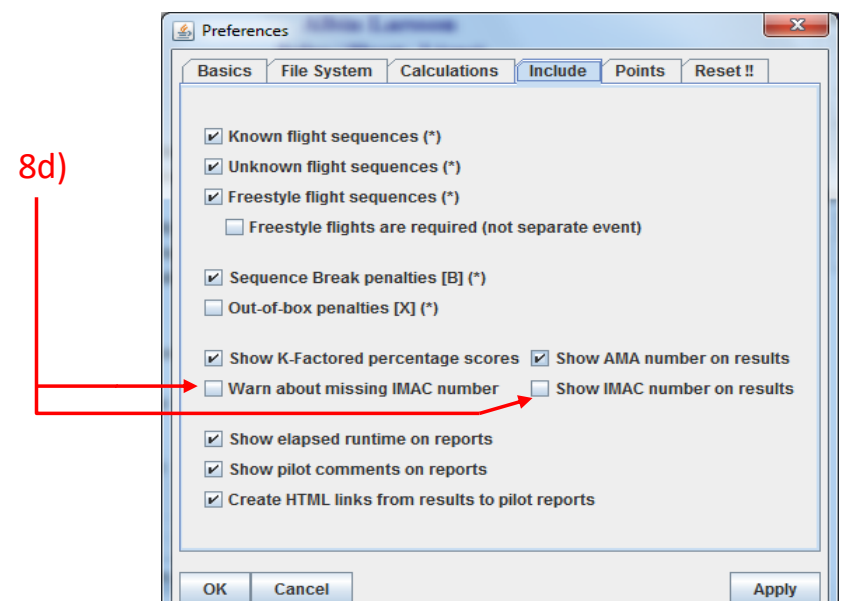 Preferences
Basics File System Calculations Include Points Reset !!
Known flight sequences (*)
8d)
Unknown flight sequences (*)
Freestyle flight sequences (*)
Freestyle flights are required (not separate event)
Sequence Break penalties [B] (*)
Out-of-box penalties [X] (*)
Show K-Factored percentage scores Show AMA number on results
Warn about missing IMAC number Show IMAC number on results
Show elapsed runtime on reports
Show pilot comments on reports
Create HTML links from results to pilot reports
OK Cancel Apply